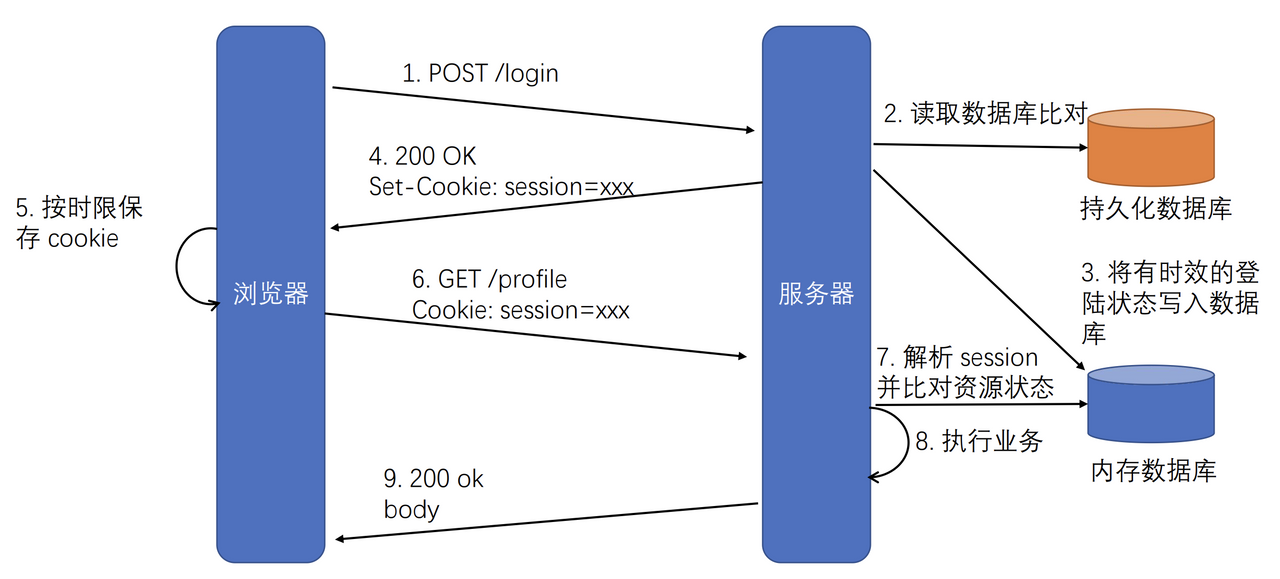 1. POST /login
2. 读取数据库比对
4. 200 OK
Set-Cookie: session=xxx
5. 按时限保
存 cookie
持久化数据库
3. 将有时效的登
陆状态写入数据
库
6. GET /profile
Cookie: session=xxx
浏览器
服务器
7. 解析 session
并比对资源状态
8. 执行业务
内存数据库
9. 200 ok
body